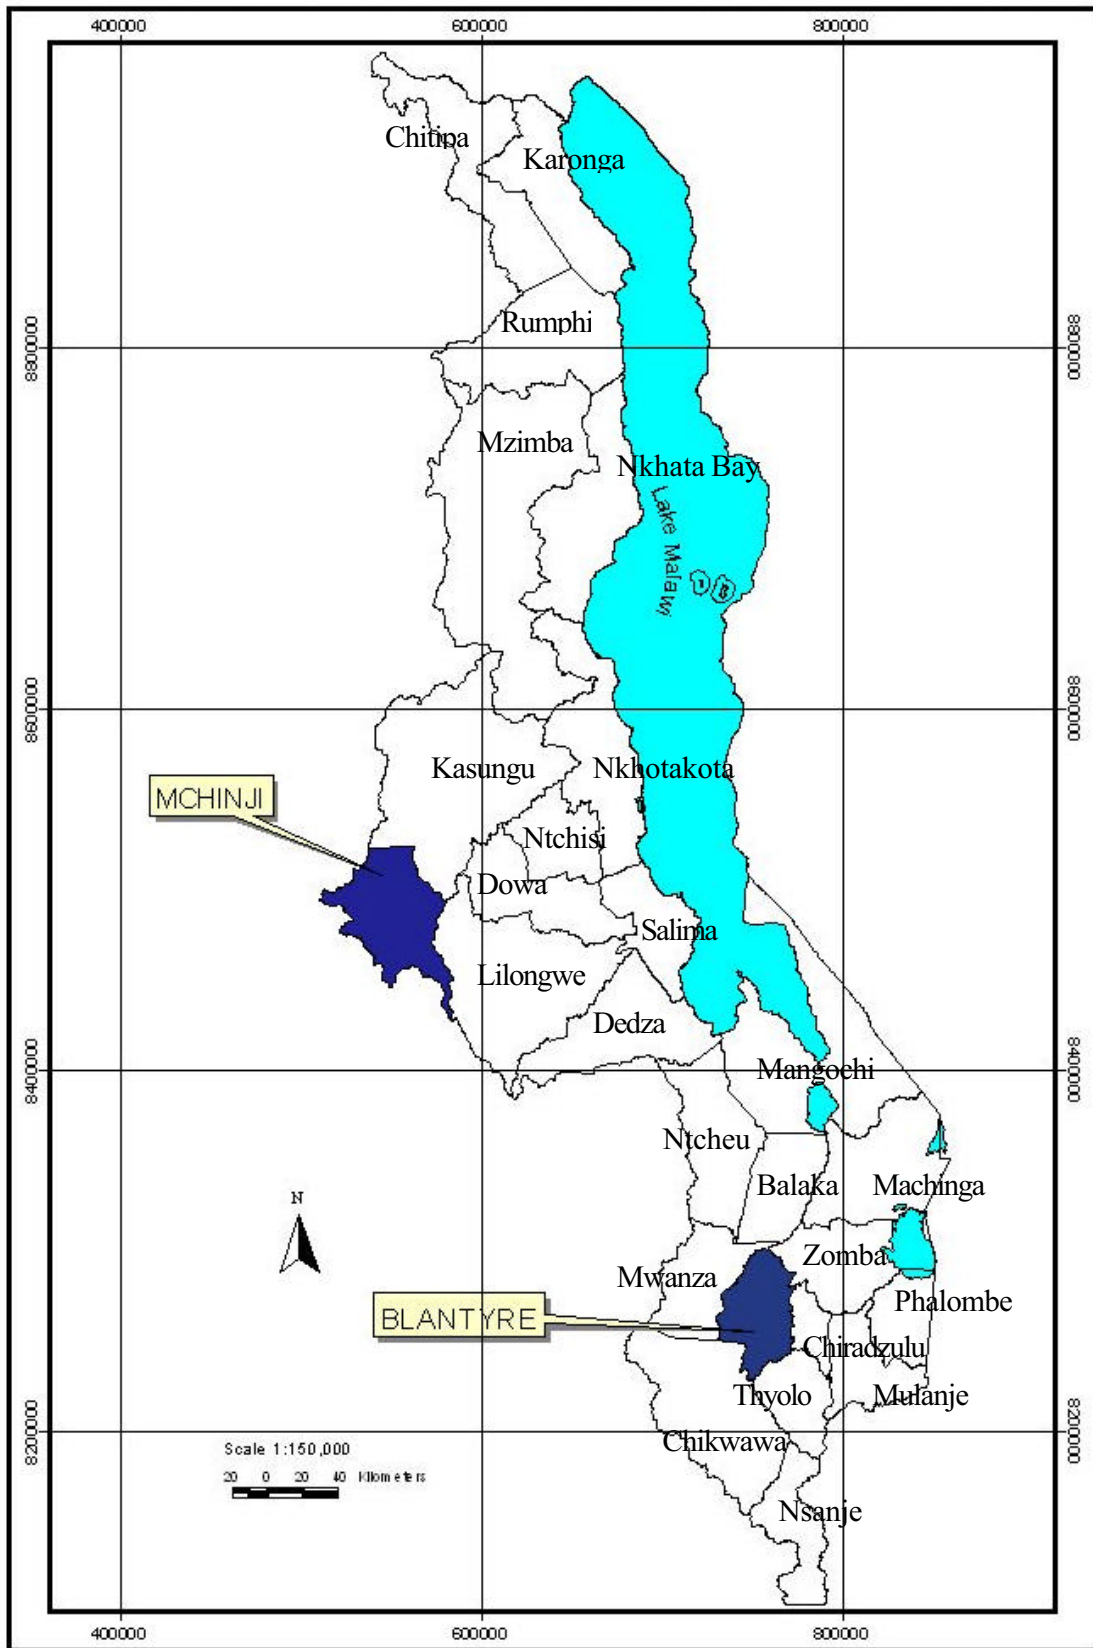 400000 600000 800000
Chitipa
Karonga
Rumphi
8800000 8800000
Mzimba
Nkhata Bay
Lake Malawi
8600000 8600000
Kasungu
Nkhotakota
MCHINJI
Ntchisi
Dowa
Salima
Lilongwe
Dedza
8400000 8400000
Mangochi
Ntcheu
Balaka
Machinga
N
Zomba
Mwanza
Phalombe
BLANTYRE
Chiradzulu
Thyolo
Mulanje
8200000 8200000
Chikwawa
Scale 1:150,000
20 0 20 40 Kilometers
Nsanje
400000 600000 800000